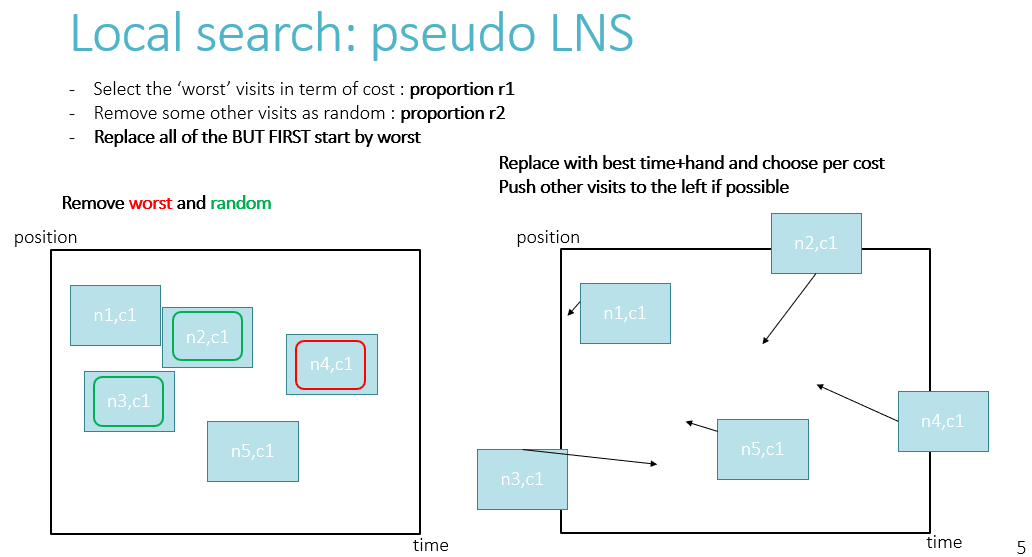 Local search: pseudo LNS
- Select the ‘worst’ visits in term of cost : proportion r1
- Remove some other visits as random : proportion r2
- Replace all of the BUT FIRST start by worst
Replace with best time+hand and choose per cost
Push other visits to the left if possible
Remove worst and random
position
n1,c1
n2,c1
n4,c1
n3,c1
n5,c1
time
position
n2,c1
n1,c1
n4,c1
n5,c1
n3,c1
time
5